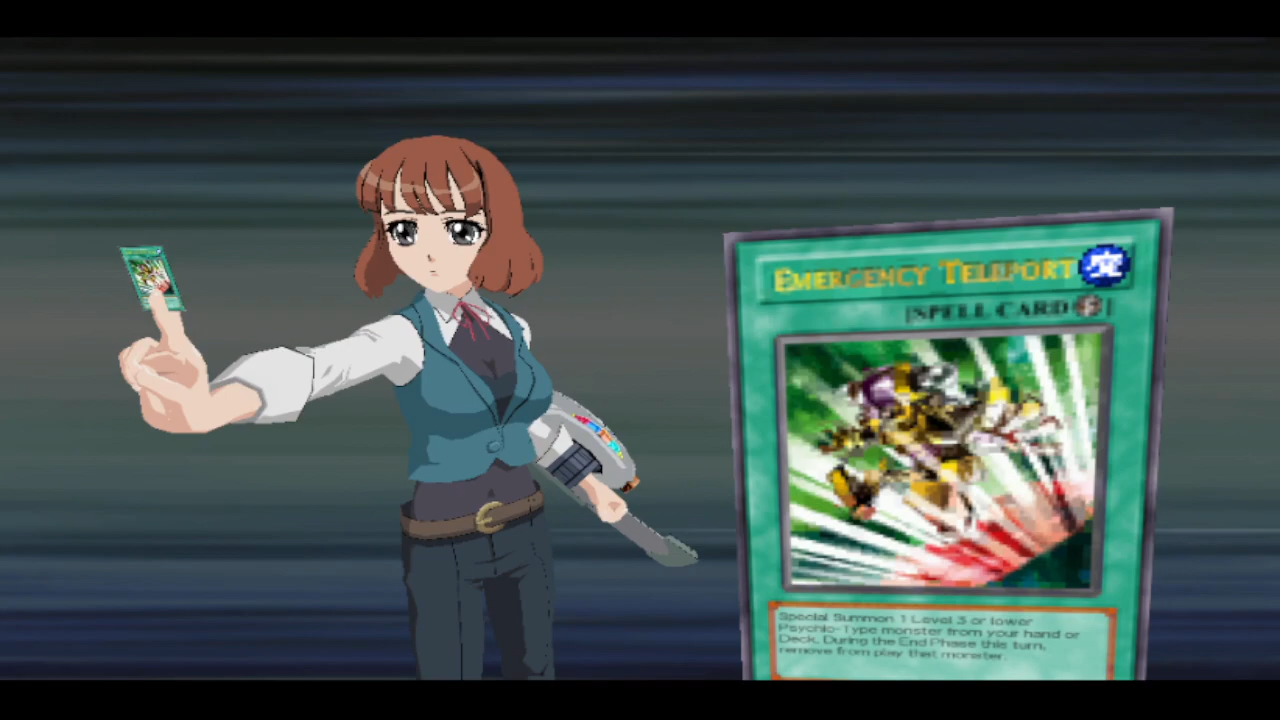 EMERGENCY TELEPORT
[SPELL CARD]
Special Summon 1 Level 3 or lower
Psychic-Type monster from your hand or
Deck. During the End Phase this turn,
remove from play that monster.